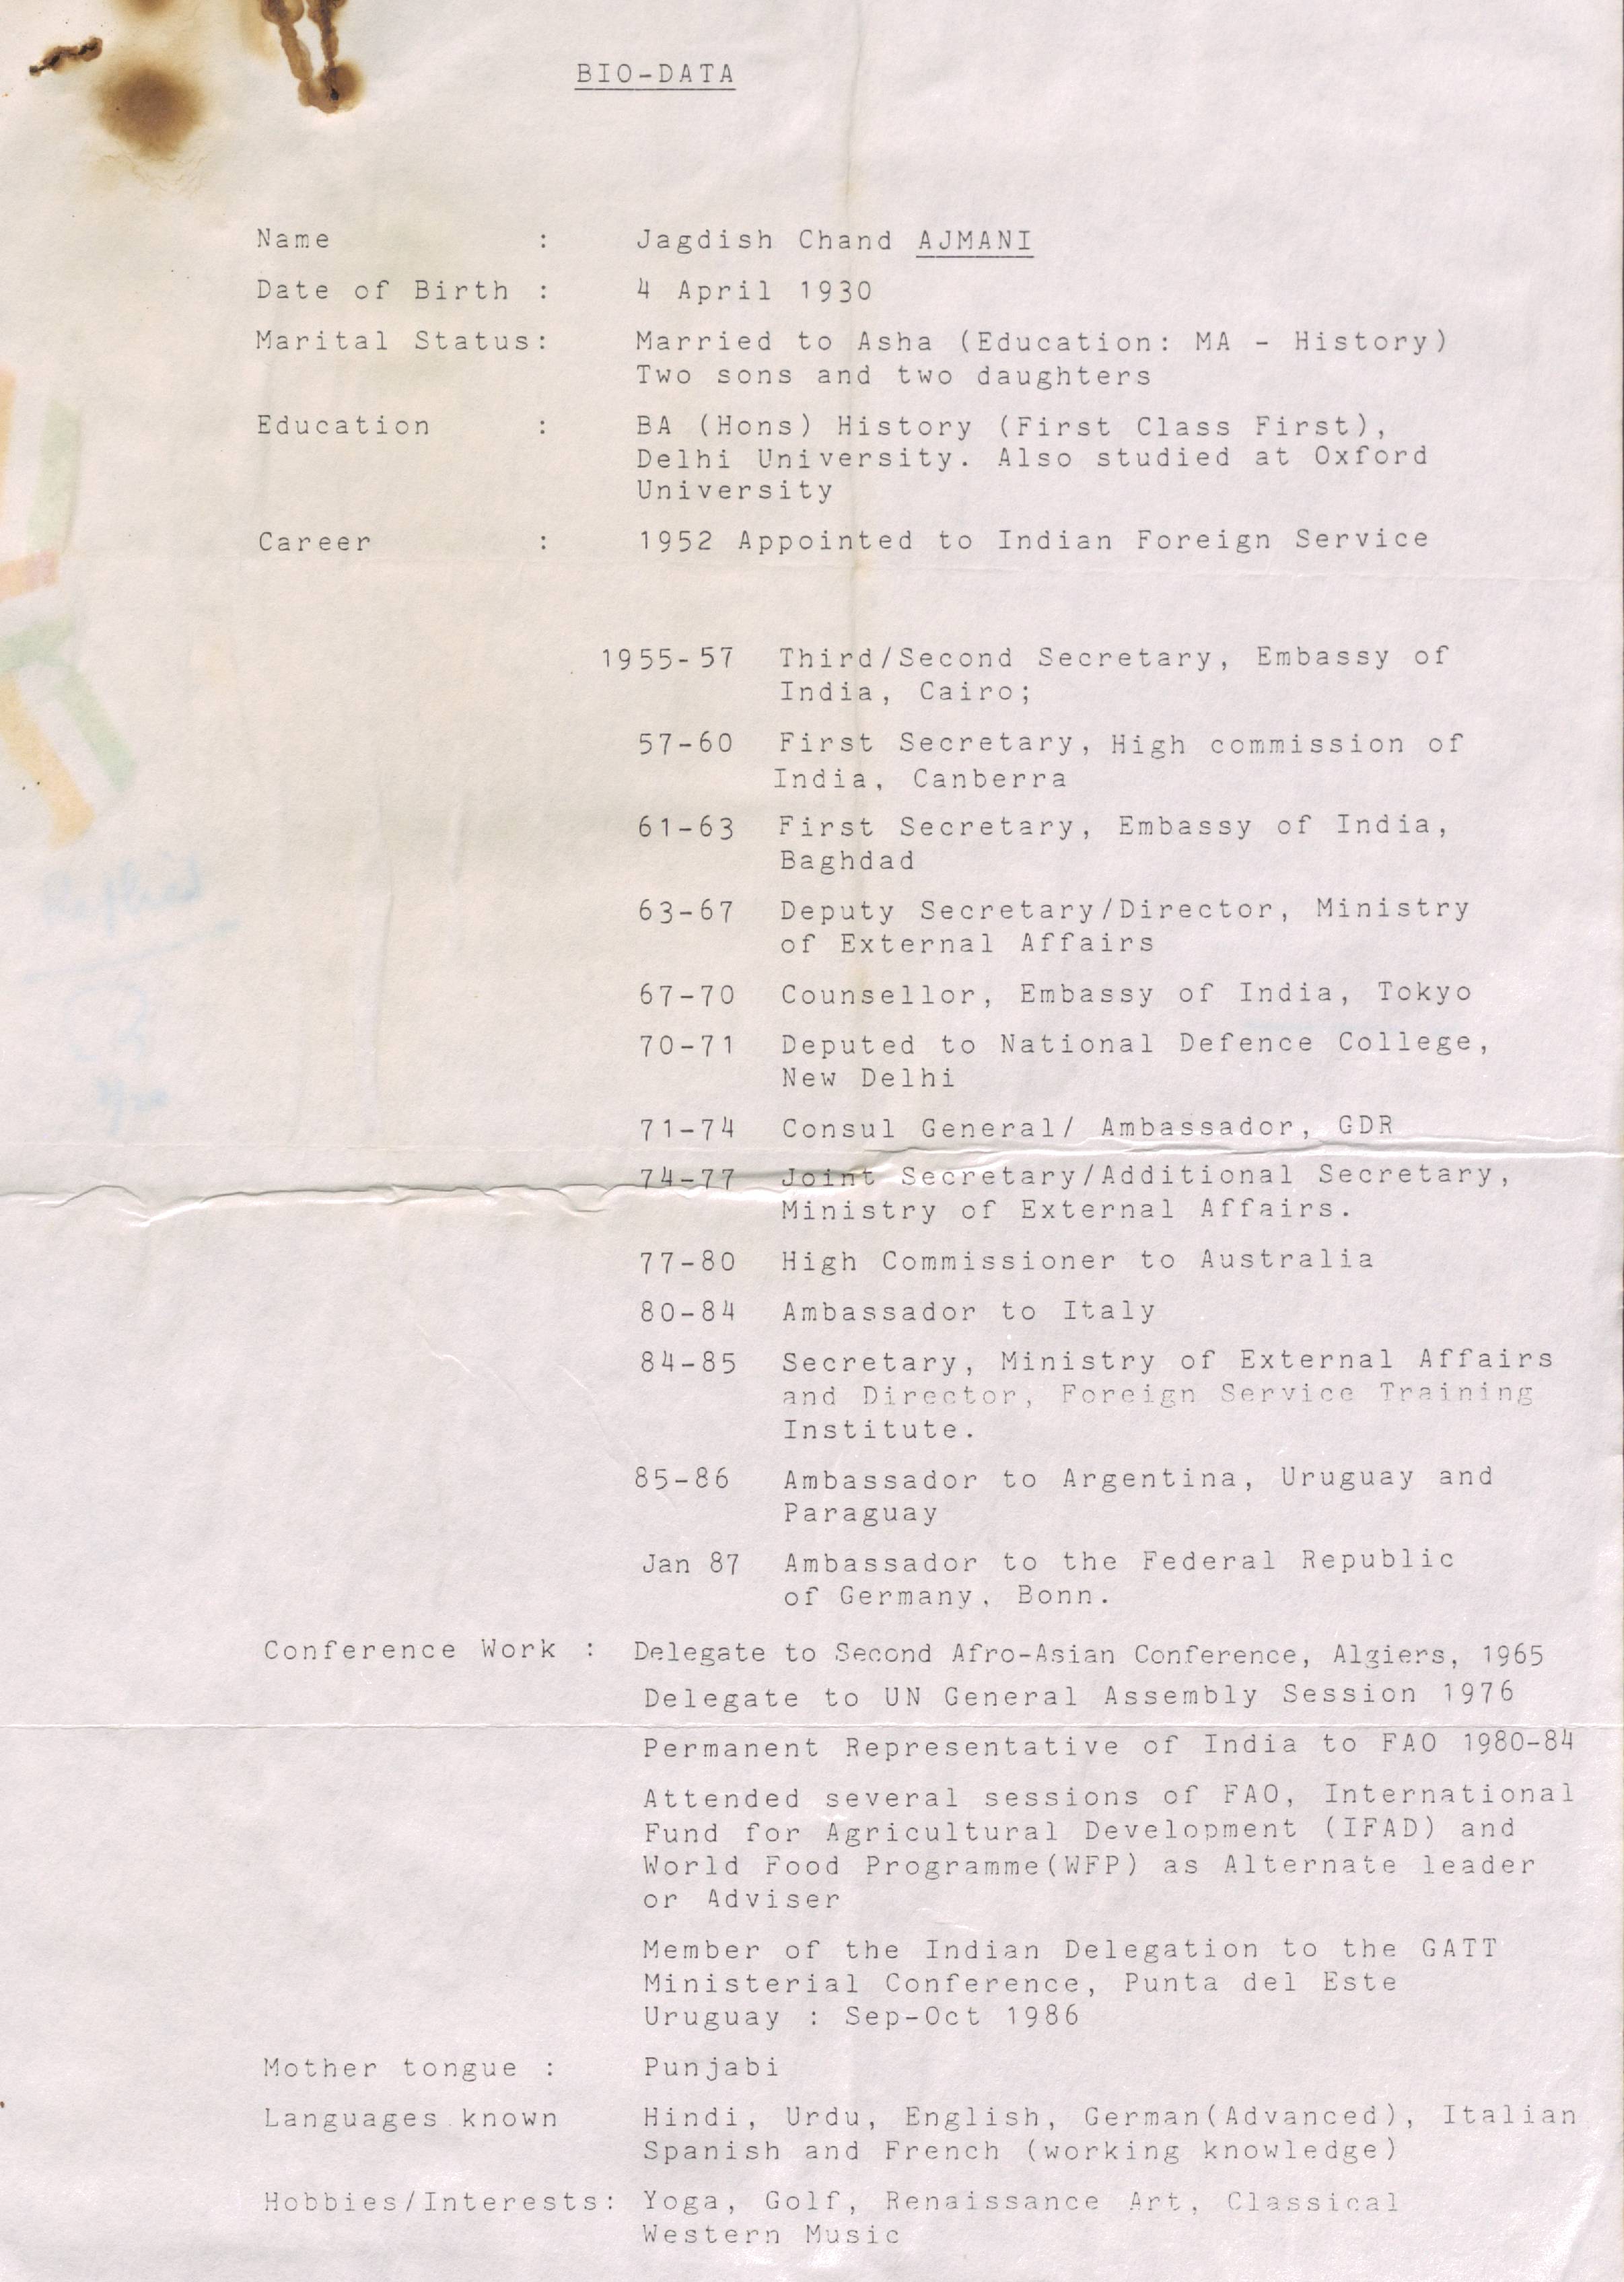 BIO-DATA
Name : Jagdish Chand AJMANI
Date of Birth : 4 April 1930
Marital Status: Married to Asha (Education: MA - History)
Two sons and two daughters
Education : BA (Hons) History (First Class First),
Delhi University. Also studied at Oxford
University
Career : 1952 Appointed to Indian Foreign Service
1955-57 Third/Second Secretary, Embassy of
India, Cairo;
57-60 First Secretary, High commission of
India, Canberra
61-63 First Secretary, Embassy of India,
Baghdad
63-67 Deputy Secretary/Director, Ministry
of External Affairs
67-70 Counsellor, Embassy of India, Tokyo
70-71 Deputed to National Defence College,
New Delhi
71-74 Consul General/ Ambassador, GDR
74-77 Joint Secretary/Additional Secretary,
Ministry of External Affairs.
77-80 High Commissioner to Australia
80-84 Ambassador to Italy
84-85 Secretary, Ministry of External Affairs
and Director, Foreign Service Training
Institute.
85-86 Ambassador to Argentina, Uruguay and
Paraguay
Jan 87 Ambassador to the Federal Republic
of Germany, Bonn.
Conference Work : Delegate to Second Afro-Asian Conference, Algiers, 1965
Delegate to UN General Assembly Session 1976
Permanent Representative of India to FAO 1980-84
Attended several sessions of FAO, International
Fund for Agricultural Development (IFAD) and
World Food Programme(WFP) as Alternate leader
or Adviser
Member of the Indian Delegation to the GATT
Ministerial Conference, Punta del Este
Uruguay : Sep-Oct 1986
Mother tongue : Punjabi
Languages known Hindi, Urdu, English, German(Advanced), Italian
Spanish and French (working knowledge)
Hobbies/Interests: Yoga, Golf, Renaissance Art, Classical
Western Music